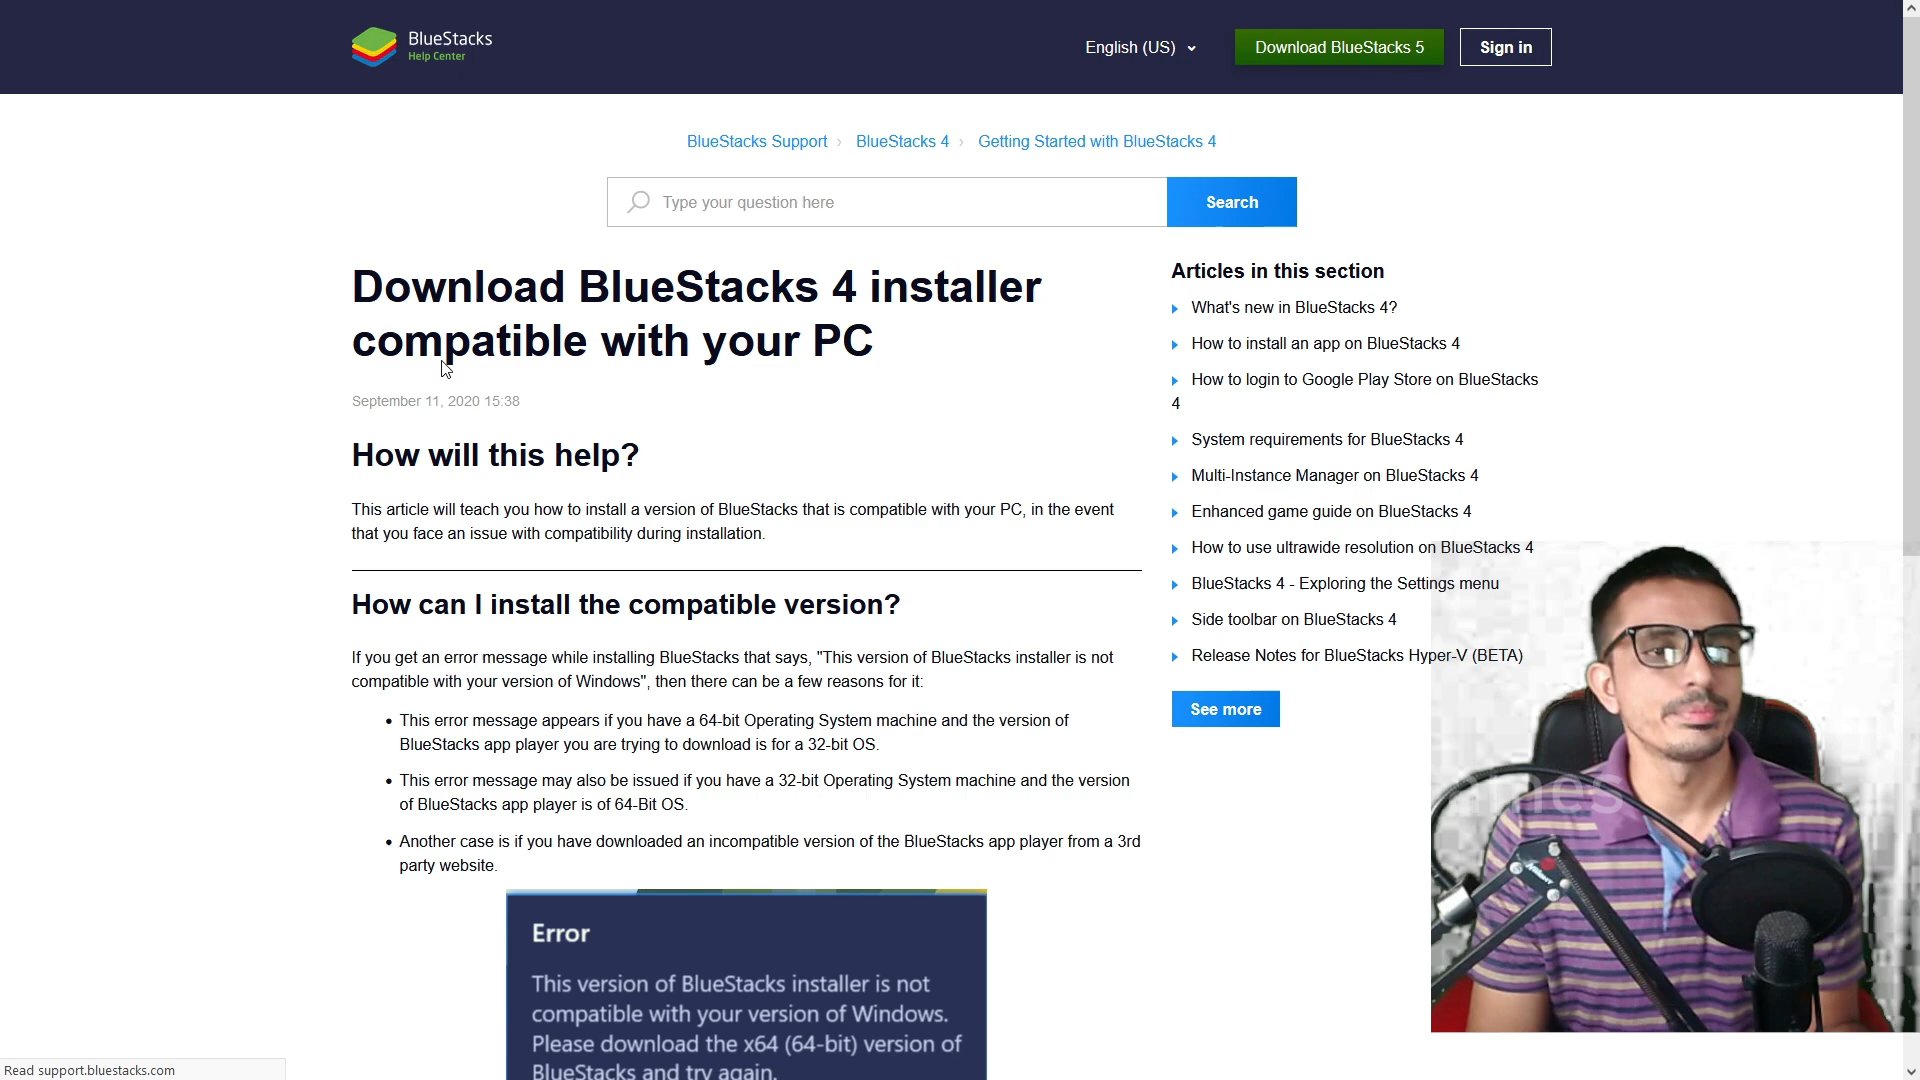 BlueStacks
Help Center
English (US)
Download BlueStacks 5
Sign in
BlueStacks Support › BlueStacks 4 › Getting Started with BlueStacks 4
Type your question here
Search
Download BlueStacks 4 installer
compatible with your PC
September 11, 2020 15:38
How will this help?
This article will teach you how to install a version of BlueStacks that is compatible with your PC, in the event
that you face an issue with compatibility during installation.
How can I install the compatible version?
If you get an error message while installing BlueStacks that says, "This version of BlueStacks installer is not
compatible with your version of Windows", then there can be a few reasons for it:
• This error message appears if you have a 64-bit Operating System machine and the version of
BlueStacks app player you are trying to download is for a 32-bit OS.
• This error message may also be issued if you have a 32-bit Operating System machine and the version
of BlueStacks app player is of 64-Bit OS.
• Another case is if you have downloaded an incompatible version of the BlueStacks app player from a 3rd
party website.
Error
This version of BlueStacks installer is not
compatible with your version of Windows.
Please download the x64 (64-bit) version of
BlueStacks and try again.
Articles in this section
What's new in BlueStacks 4?
How to install an app on BlueStacks 4
How to login to Google Play Store on BlueStacks
4
System requirements for BlueStacks 4
Multi-Instance Manager on BlueStacks 4
Enhanced game guide on BlueStacks 4
How to use ultrawide resolution on BlueStacks 4
BlueStacks 4 - Exploring the Settings menu
Side toolbar on BlueStacks 4
Release Notes for BlueStacks Hyper-V (BETA)
See more
Read support.bluestacks.com